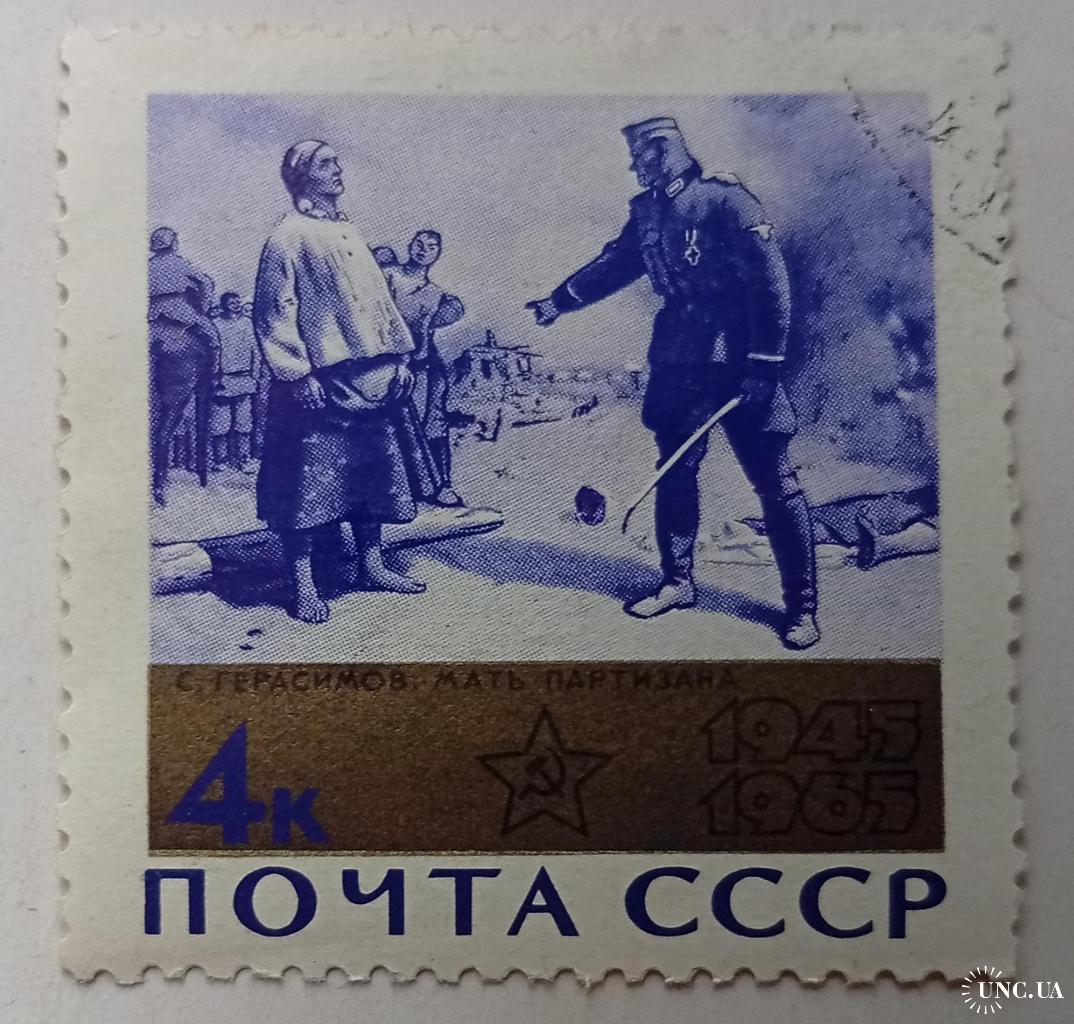 С. ГЕРАСИМОВ. МАТЬ ПАРТИЗАНА
1945
1965
4к
ПОЧТА СССР
UNC.UA